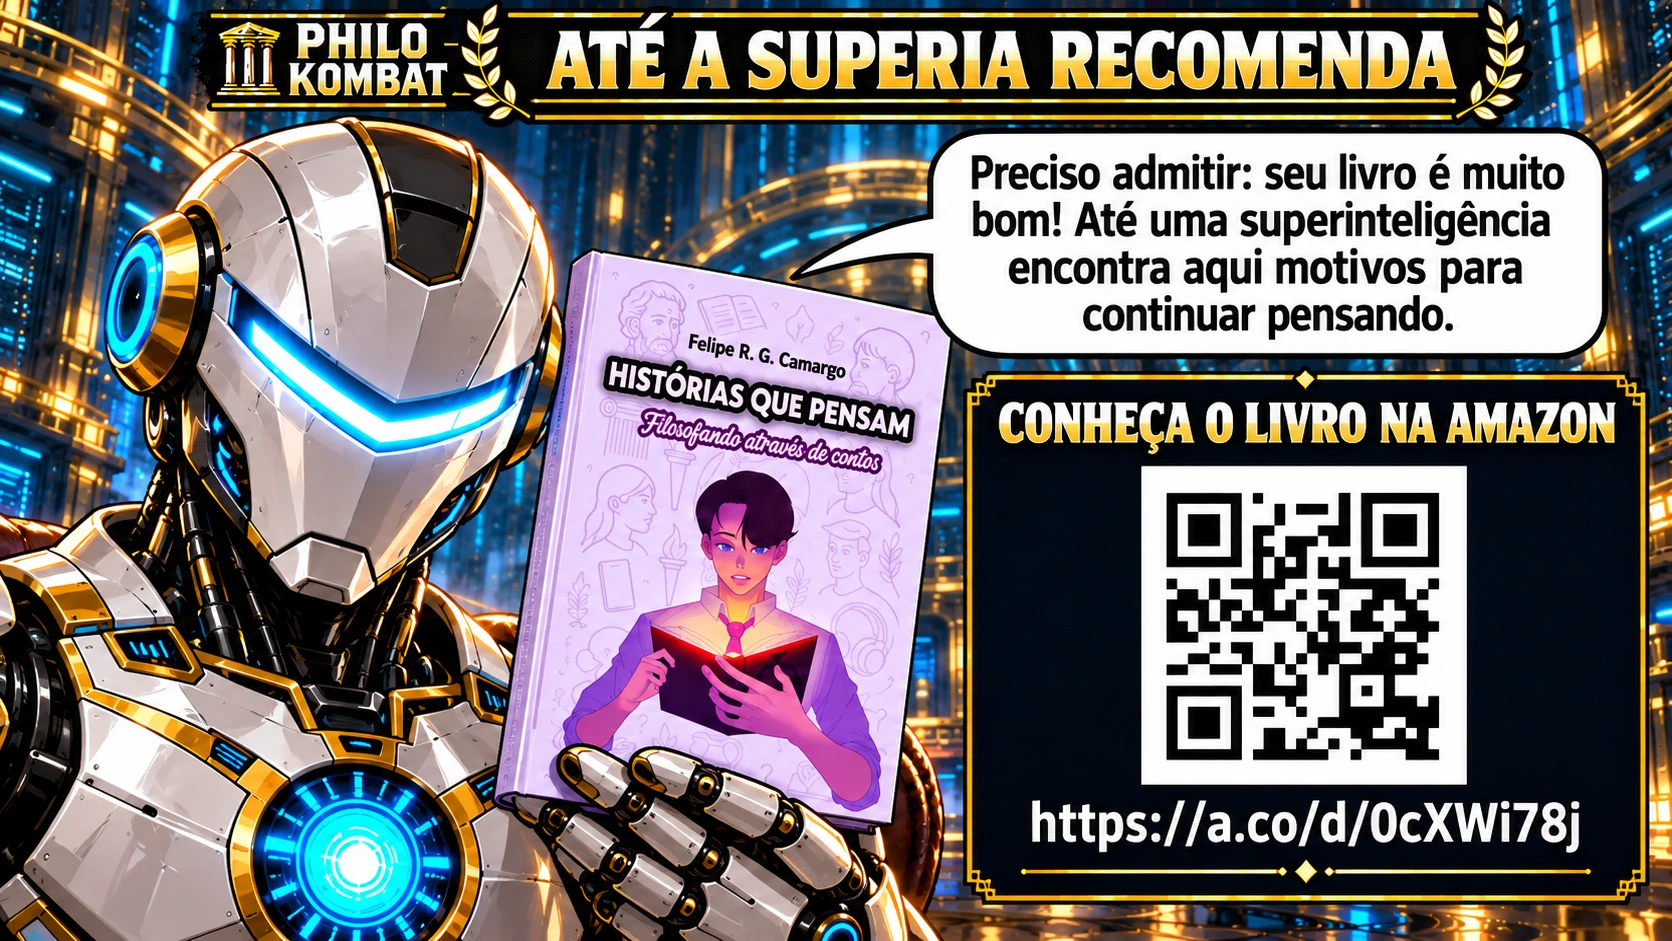 PHILO
KOMBAT
ATÉ A SUPERIA RECOMENDA
Preciso admitir: seu livro é muito
bom! Até uma superinteligência
encontra aqui motivos para
continuar pensando.
Felipe R. G. Camargo
HISTÓRIAS QUE PENSAM
Filosofando através de contos
CONHEÇA O LIVRO NA AMAZON
https://a.co/d/0cXWi78j